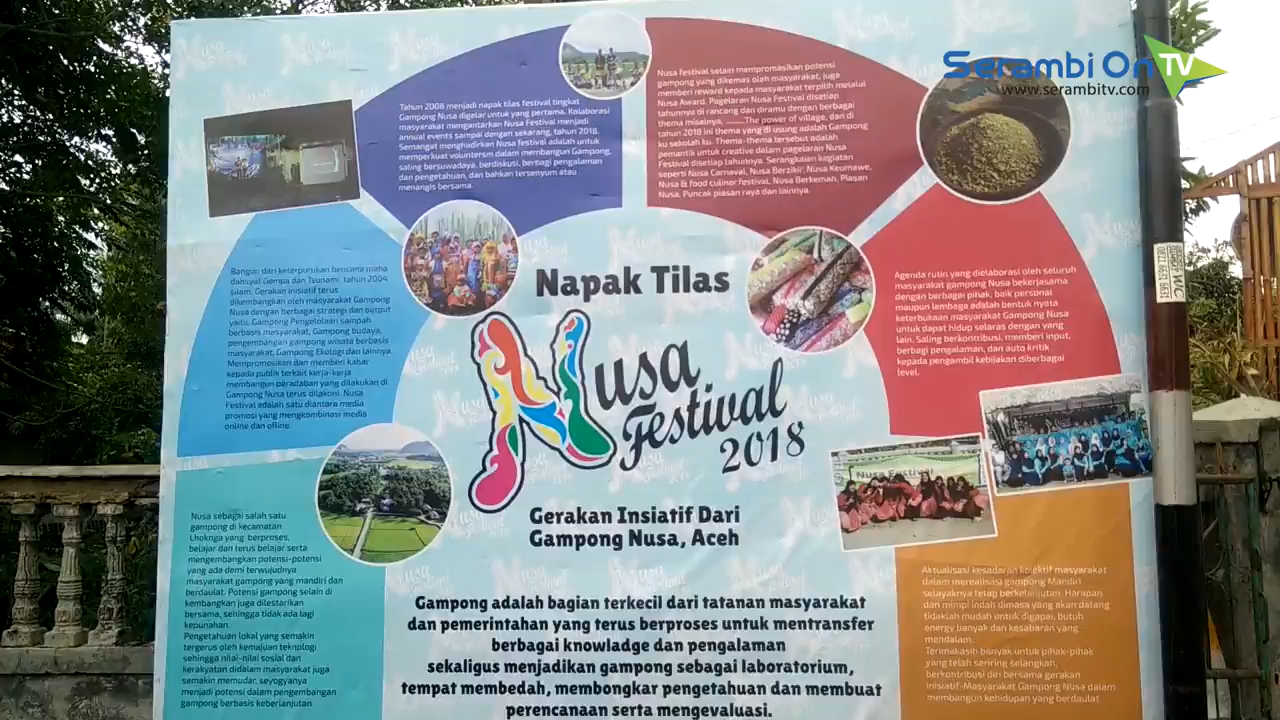 Serambi On TV
www.serambitv.com
Tahun 2008 menjadi napak tilas festival tingkat
Gampong Nusa digelar untuk yang pertama. Kolaborasi
masyarakat mengantarkan Nusa Festival menjadi
annual events sampai dengan sekarang, tahun 2018.
Semangat menghadirkan Nusa festival adalah untuk
memperkuat voluntersm dalam membangun Gampong,
saling bersuwadaya, berdiskusi, berbagi pengalaman
dan pengetahuan, dan bahkan tersenyum atau
menangis bersama.
Nusa festival selain mempromasikan potensi
gampong yang dikemas oleh masyarakat, juga
memberi reward kepada masyarakat terpilih melalui
Nusa Award. Pagelaran Nusa Festival disetiap
tahunnya di ranceng dan diramu dengan berbagai
thema misalnya, ____The power of village, dan di
tahun 2018 ini thema yang di usung adalah Gampong
ku sekolah ku. Thema-thema tersebut adalah
pemantik untuk creative dalam pagelaran Nusa
Festival disetiap tahunnya. Serangkaian kegiatan
seperti Nusa Carnaval, Nusa Berzikir, Nusa Keumawe,
Nusa & food culiner festival, Nusa Berkemah, Piasan
Nusa, Puncak piasan raya dan lainnya.
Bangun dari keterpurukan bencana maha
dahsyat Gempa dan Tsunami tahun 2004
silam. Gerakan inisiatif terus
dikembangkan oleh masyarakat Gampong
Nusa dengan berbagai strategi dan output
yaitu, Gampong Pengelolaan sampah
berbasis masyarakat, Gampong budaya,
pengembangan gampong wisata berbasis
masyarakat, Gampong Ekologi dan lainnya.
Mempromosikan dan memberi kabar
kepada publik terkait kerja-kerja
membangun peradaban yang dilakukan di
Gampong Nusa terus dilakoni. Nusa
Festival adalah satu diantara media
promosi yang mengkombinasi media
online dan ofline.
Napak Tilas
Nusa
Festival
2018
Gerakan Insiatif Dari
Gampong Nusa, Aceh
Agenda rutin yang dielaborasi oleh seluruh
masyarakat gampong Nusa bekerjasama
dengan berbagai pihak, baik personal
maupun lembaga adalah bentuk nyata
keterbukaan masyarakat Gampong Nusa
untuk dapat hidup selaras dengan yang
lain. Saling berkontribusi, memberi input,
berbagi pengalaman, dan auto kritik
kepada pengambil kebijakan diberbagai
level.
Nusa Festival
Nusa sebagai salah satu
gampong di kecamatan
Lhoknga yang berproses,
belajar dan terus belajar serta
mengembangkan potensi-potensi
yang ada demi terwujudnya
masyarakat gampong yang mandiri dan
berdaulat. Potensi gampong selain di
kembangkan juga dilestarikan
bersama, sehingga tidak ada lagi
kepunahan.
Pengetahuan lokal yang semakin
tergerus oleh kemajuan teknologi
sehingga nilai-nilai sosial dan
kerakyatan didalam masyarakat juga
semakin memudar, seyogyanya
menjadi potensi dalam pengembangan
gampong berbasis keberlanjutan
Gampong adalah bagian terkecil dari tatanan masyarakat
dan pemerintahan yang terus berproses untuk mentransfer
berbagai knowladge dan pengalaman
sekaligus menjadikan gampong sebagai laboratorium,
tempat membedah, membongkar pengetahuan dan membuat
perencanaan serta mengevaluasi.
Aktualisasi kesadaran kolektif masyarakat
dalam merealisasi gampong Mandiri
selayaknya tetap berkelanjutan. Harapan
dan mimpi indah dimasa yang akan datang
tidaklah mudah untuk digapai, butuh
energy banyak dan kesabaran yang
mendalam.
Terimakasih banyak untuk pihak-pihak
yang telah seniring selangkan,
berkontribusi diri bersama gerakan
Inisiatif-Masyarakat Gampong Nusa dalam
membangun kehidupan yang berdaulat